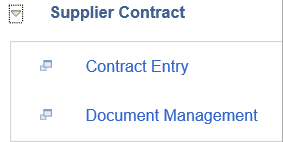 Supplier Contract
Contract Entry
Document Management